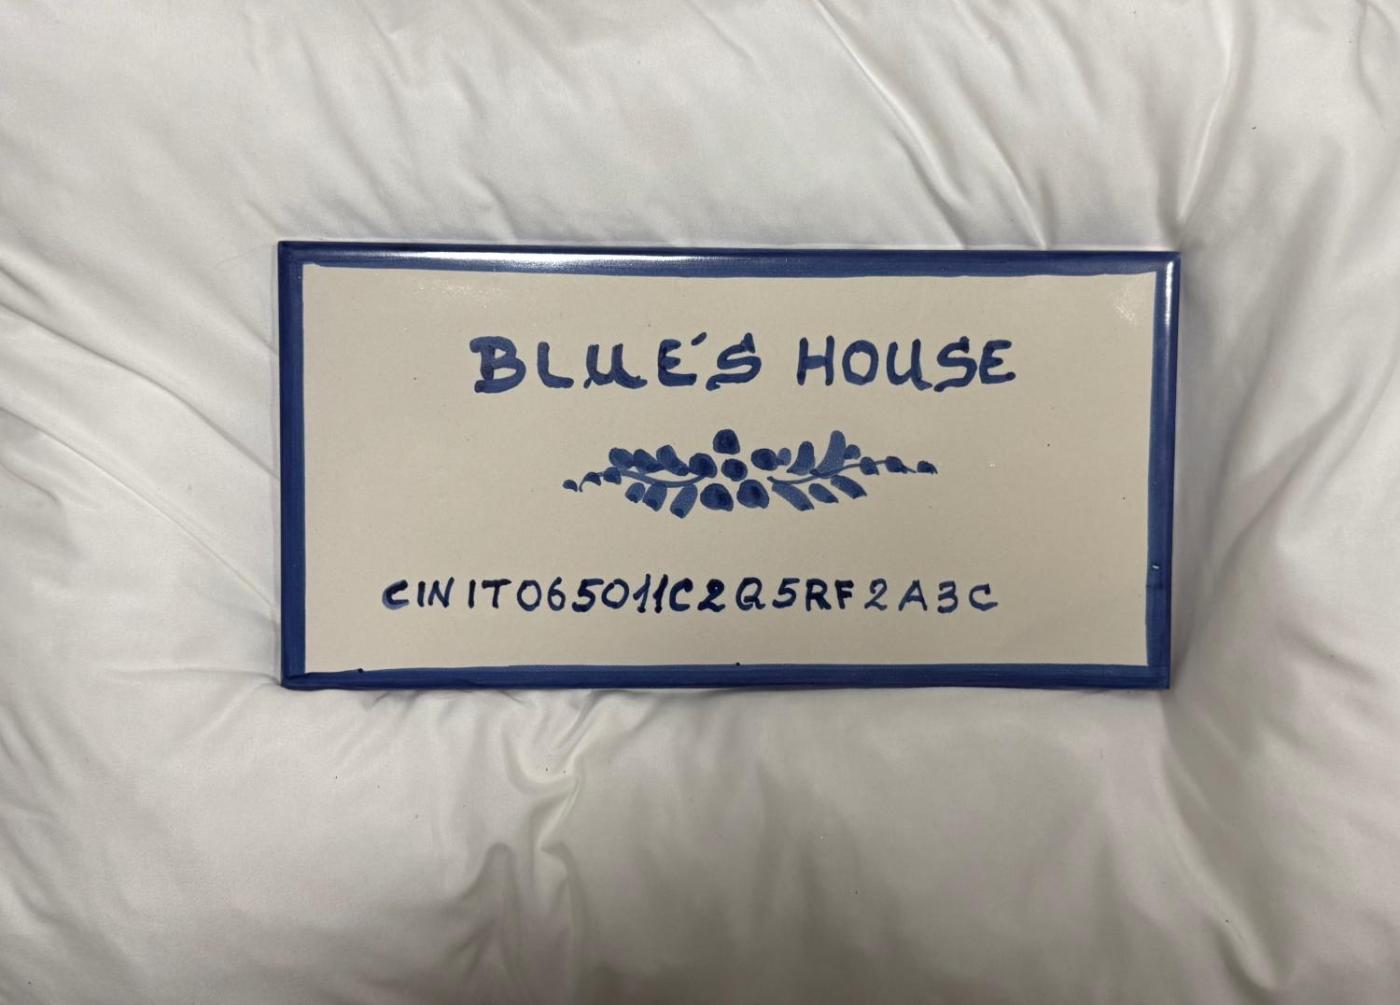 BLUE'S HOUSE
CIN IT065011C2Q5RF2A3C